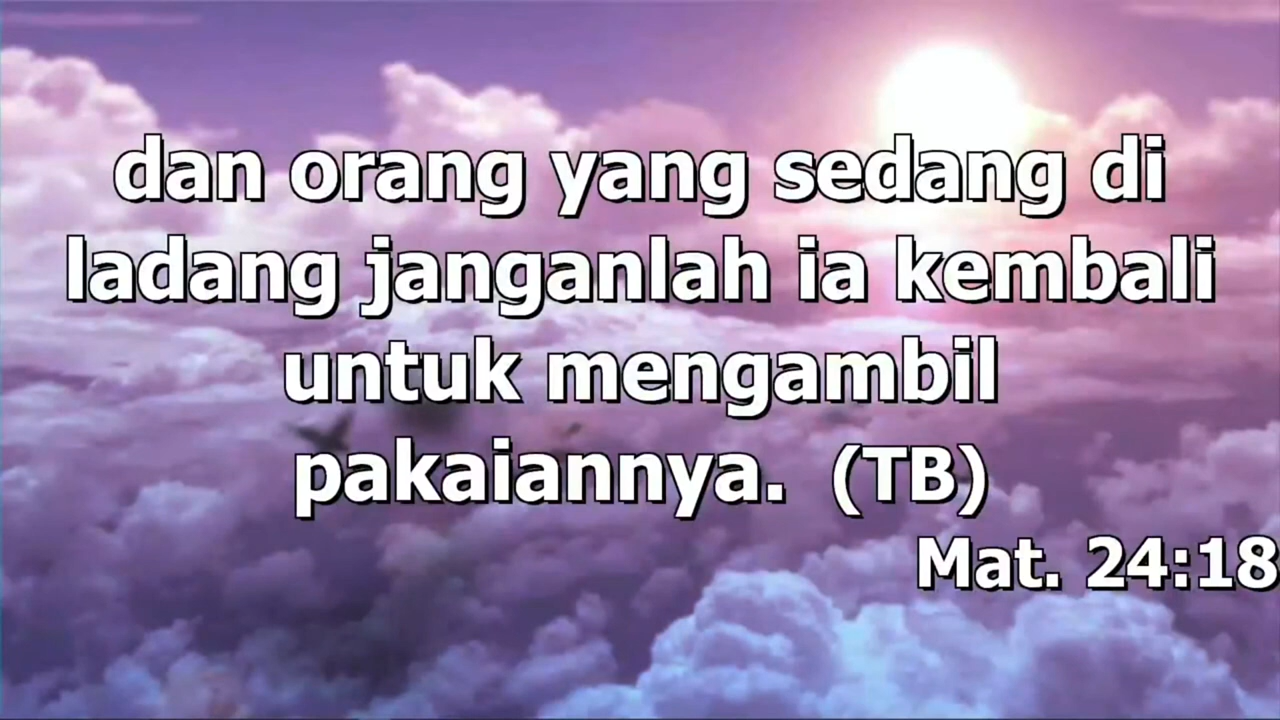 dan orang yang sedang di
ladang janganlah ia kembali
untuk mengambil
pakaiannya. (TB)
Mat. 24:18